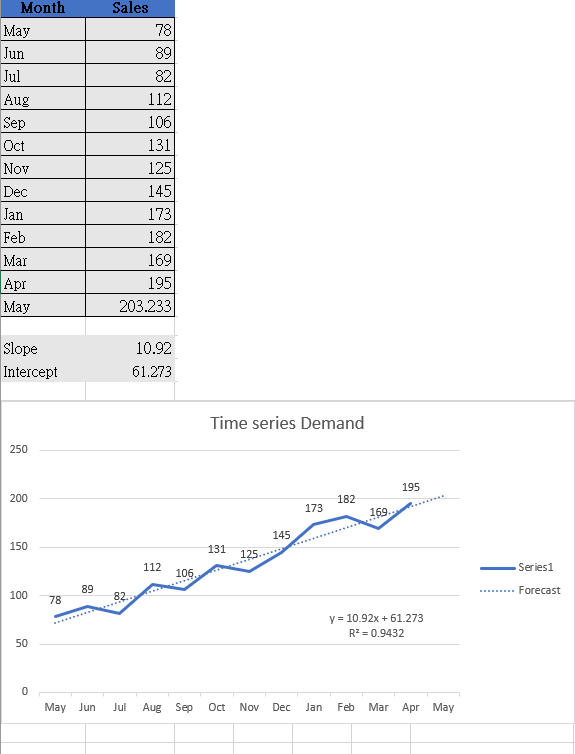 Month Sales
May 78
Jun 89
Jul 82
Aug 112
Sep 106
Oct 131
Nov 125
Dec 145
Jan 173
Feb 182
Mar 169
Apr 195
May 203.233
Slope 10.92
Intercept 61.273
Time series Demand
250
200
150
100
50
0
78 89 82 112 106 131 125 145 173 182 169 195
y = 10.92x + 61.273
R² = 0.9432
Series1
Forecast
May Jun Jul Aug Sep Oct Nov Dec Jan Feb Mar Apr May